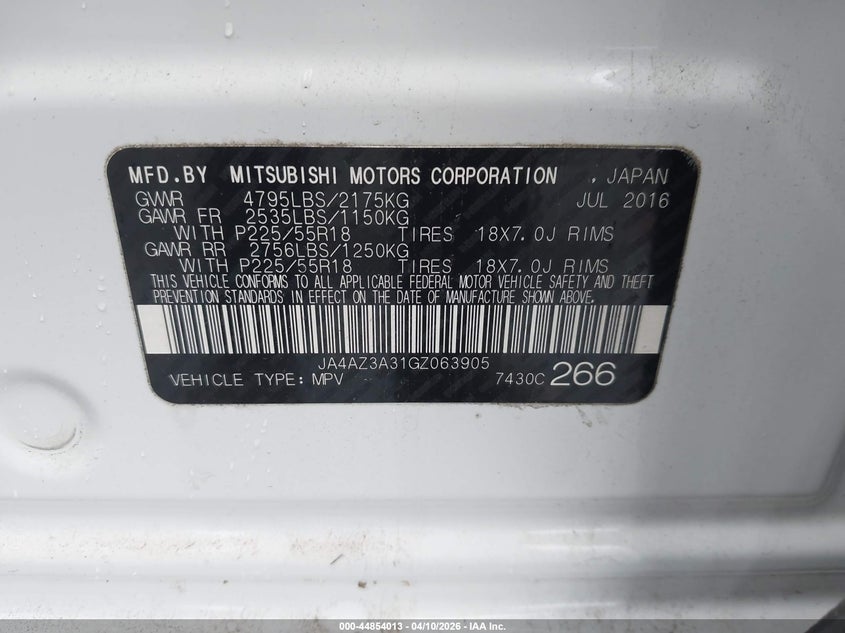 MFD.BY MITSUBISHI MOTORS CORPORATION , JAPAN
GVWR 4795LBS/2175KG JUL 2016
GAWR FR 2535LBS/1150KG
WITH P225/55R18 TIRES 18X7.0J RIMS
GAWR RR 2756LBS/1250KG
WITH P225/55R18 TIRES 18X7.0J RIMS
THIS VEHICLE CONFORMS TO ALL APPLICABLE FEDERAL MOTOR VEHICLE SAFETY AND THEFT
PREVENTION STANDARDS IN EFFECT ON THE DATE OF MANUFACTURE SHOWN ABOVE.
JA4AZ3A31GZ063905
VEHICLE TYPE: MPV 7430C 266
000-44854013 - 04/10/2026 - IAA Inc.